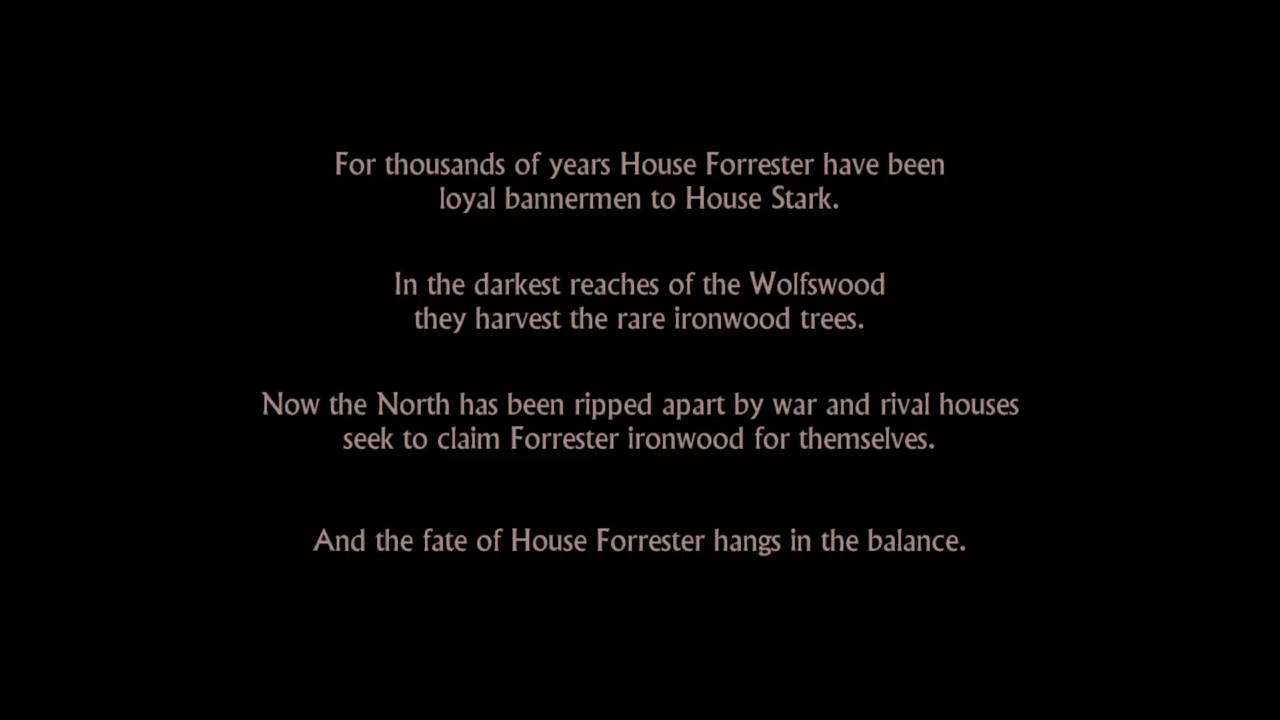 For thousands of years House Forrester have been
loyal bannermen to House Stark.
In the darkest reaches of the Wolfswood
they harvest the rare ironwood trees.
Now the North has been ripped apart by war and rival houses
seek to claim Forrester ironwood for themselves.
And the fate of House Forrester hangs in the balance.